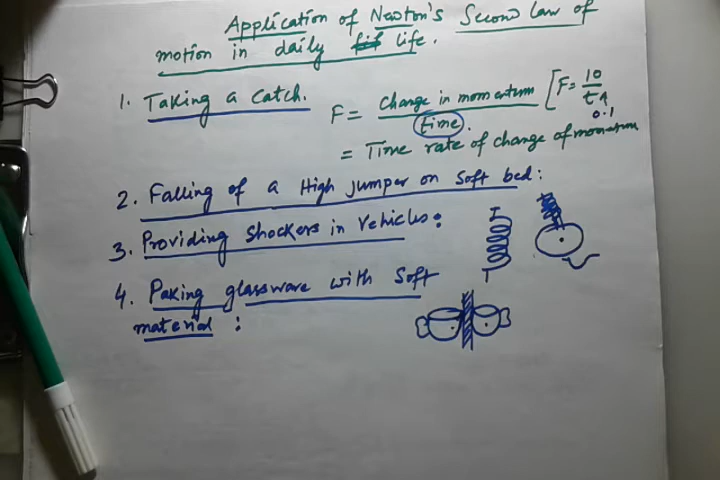 Application of Newton's Second law of
motion in daily life.
1. Taking a Catch.
F = Change in momentum / time. [F = 10 / t
0.1
= Time rate of change of momentum
2. Falling of a High jumper on Soft bed:
3. Providing Shockers in Vehicles:
4. Paking glassware with Soft
material :